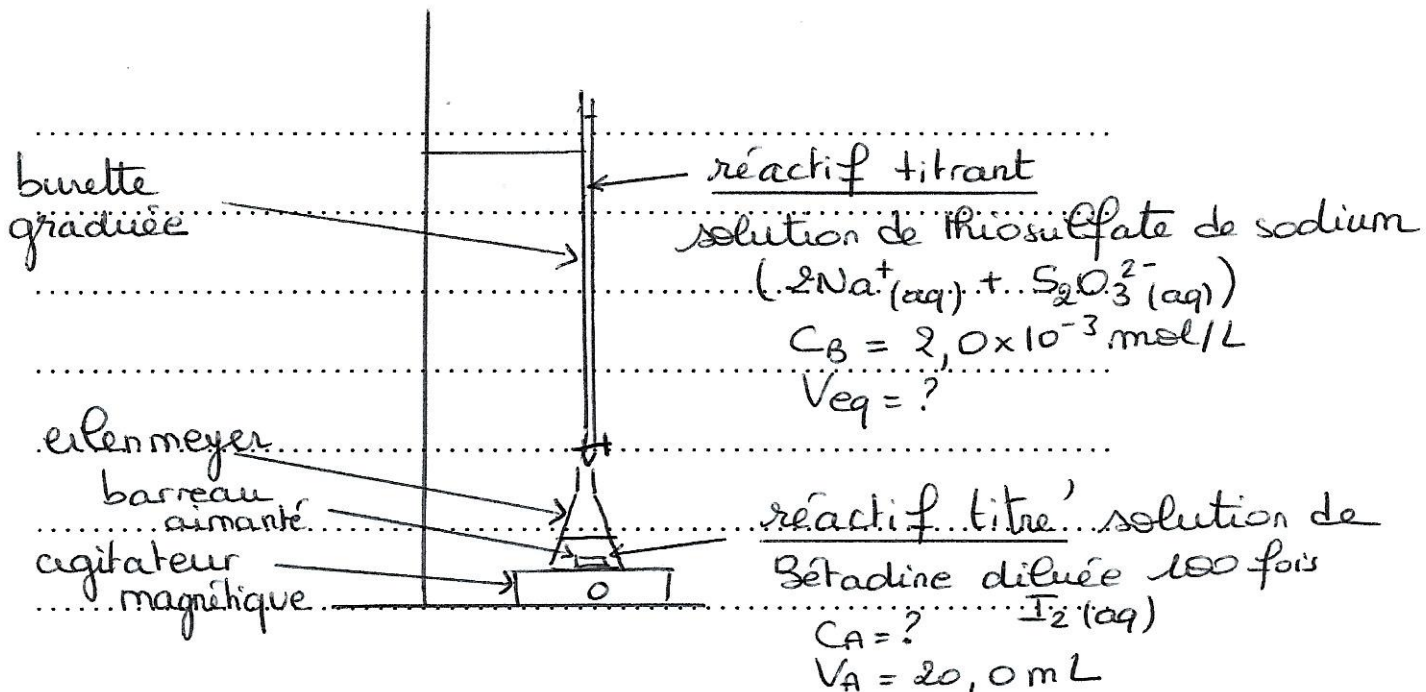 burette
graduée
réactif titrant
solution de thiosulfate de sodium
(2Na⁺(aq) + S₂O₃²⁻(aq))
C_B = 2,0×10⁻³ mol/L
Veq = ?
erlenmeyer
barreau
aimanté
agitateur
magnétique
réactif titré solution de
Bétadine diluée 100 fois
I₂(aq)
C_A = ?
V_A = 20,0 mL